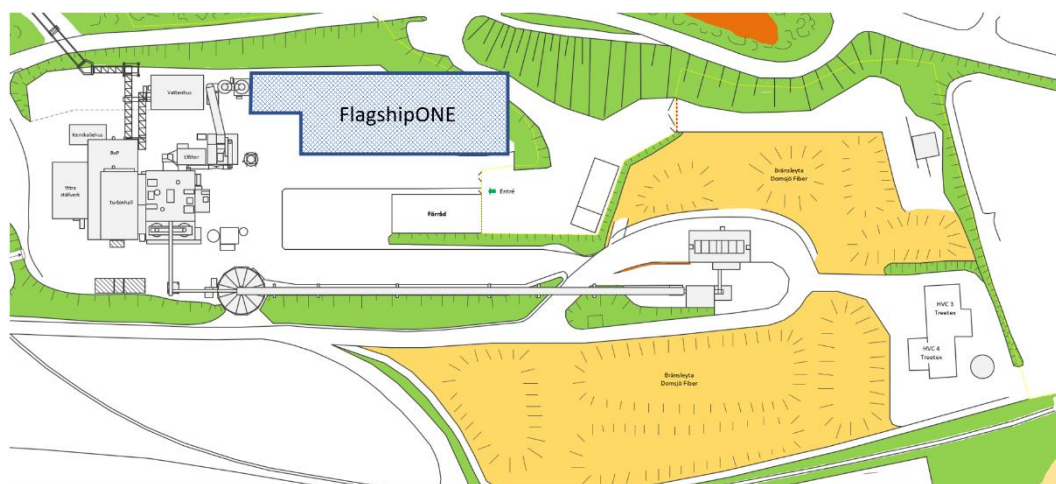 Vattenhus
FlagshipONE
Kemikaliehus
BoP
Elfilter
Yttre
ställverk
Turbinhall
Entré
Förråd
Bränsleyta
Domsjö Fiber
HVC 3
Treetex
HVC 4
Treetex
Bränsleyta
Domsjö Fiber